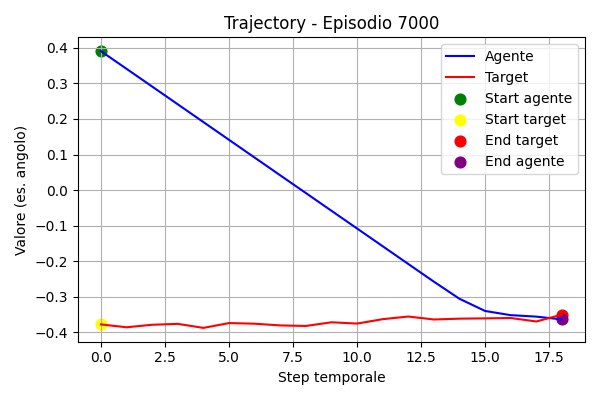 Trajectory - Episodio 7000
Valore (es. angolo)
0.4
0.3
0.2
0.1
0.0
−0.1
−0.2
−0.3
−0.4
Agente
Target
Start agente
Start target
End target
End agente
0.0 2.5 5.0 7.5 10.0 12.5 15.0 17.5
Step temporale